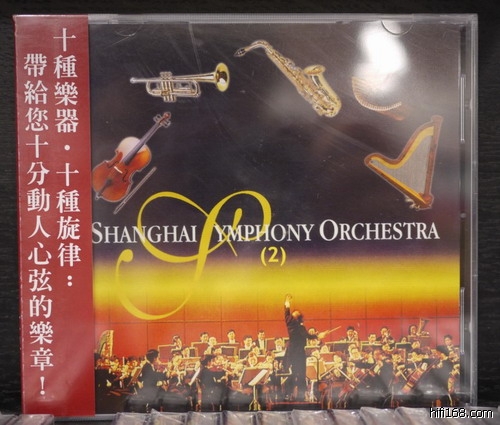 十種樂器·十種旋律：
帶給您十分動人心弦的樂章！
SHANGHAI SYMPHONY ORCHESTRA
(2)
hifi168.com